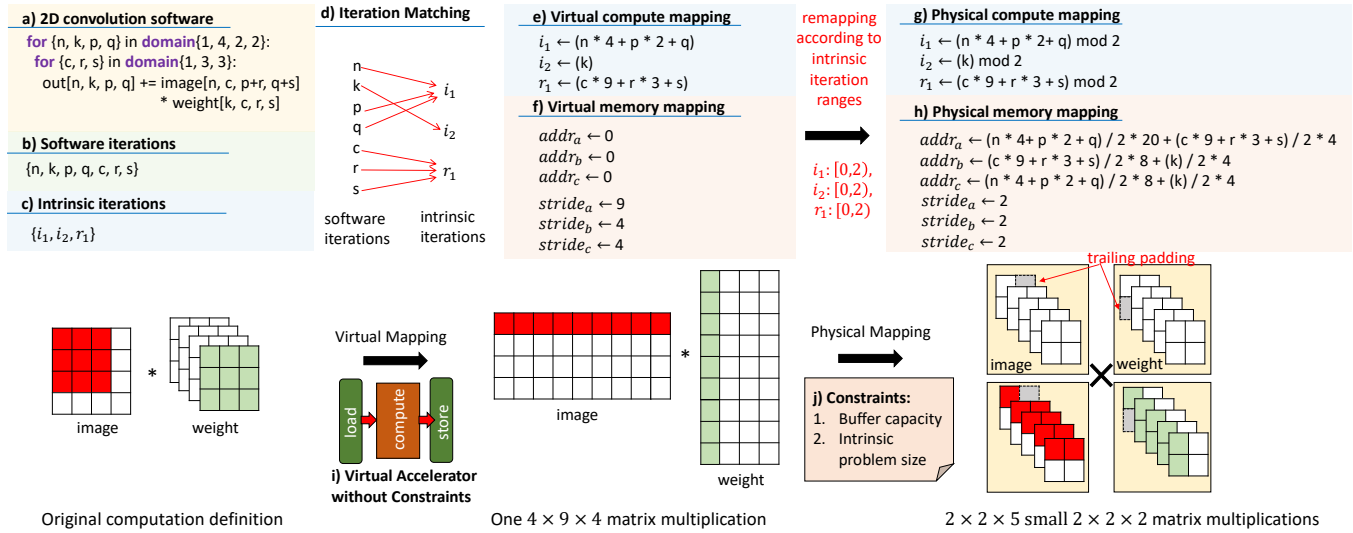 a) 2D convolution software
for {n, k, p, q} in domain{1, 4, 2, 2}:
for {c, r, s} in domain{1, 3, 3}:
out[n, k, p, q] += image[n, c, p+r, q+s]
* weight[k, c, r, s]
b) Software iterations
{n, k, p, q, c, r, s}
c) Intrinsic iterations
{i₁, i₂, r₁}
d) Iteration Matching
n
k
p
q
c
r
s
i₁
i₂
r₁
software
iterations
intrinsic
iterations
e) Virtual compute mapping
i₁ ← (n * 4 + p * 2 + q)
i₂ ← (k)
r₁ ← (c * 9 + r * 3 + s)
f) Virtual memory mapping
addrₐ ← 0
addr_b ← 0
addr_c ← 0
strideₐ ← 9
stride_b ← 4
stride_c ← 4
remapping
according to
intrinsic
iteration
ranges
i₁: [0,2),
i₂: [0,2),
r₁: [0,2)
g) Physical compute mapping
i₁ ← (n * 4 + p * 2+ q) mod 2
i₂ ← (k) mod 2
r₁ ← (c * 9 + r * 3 + s) mod 2
h) Physical memory mapping
addrₐ ← (n * 4+ p * 2 + q) / 2 * 20 + (c * 9 + r * 3 + s) / 2 * 4
addr_b ← (c * 9 + r * 3 + s) / 2 * 8 + (k) / 2 * 4
addr_c ← (n * 4 + p * 2 + q) / 2 * 8 + (k) / 2 * 4
strideₐ ← 2
stride_b ← 2
stride_c ← 2
*
image
weight
Original computation definition
Virtual Mapping
load
compute
store
i) Virtual Accelerator
without Constraints
*
image
weight
One 4 × 9 × 4 matrix multiplication
Physical Mapping
j) Constraints:
1. Buffer capacity
2. Intrinsic
problem size
trailing padding
image
weight
×
2 × 2 × 5 small 2 × 2 × 2 matrix multiplications